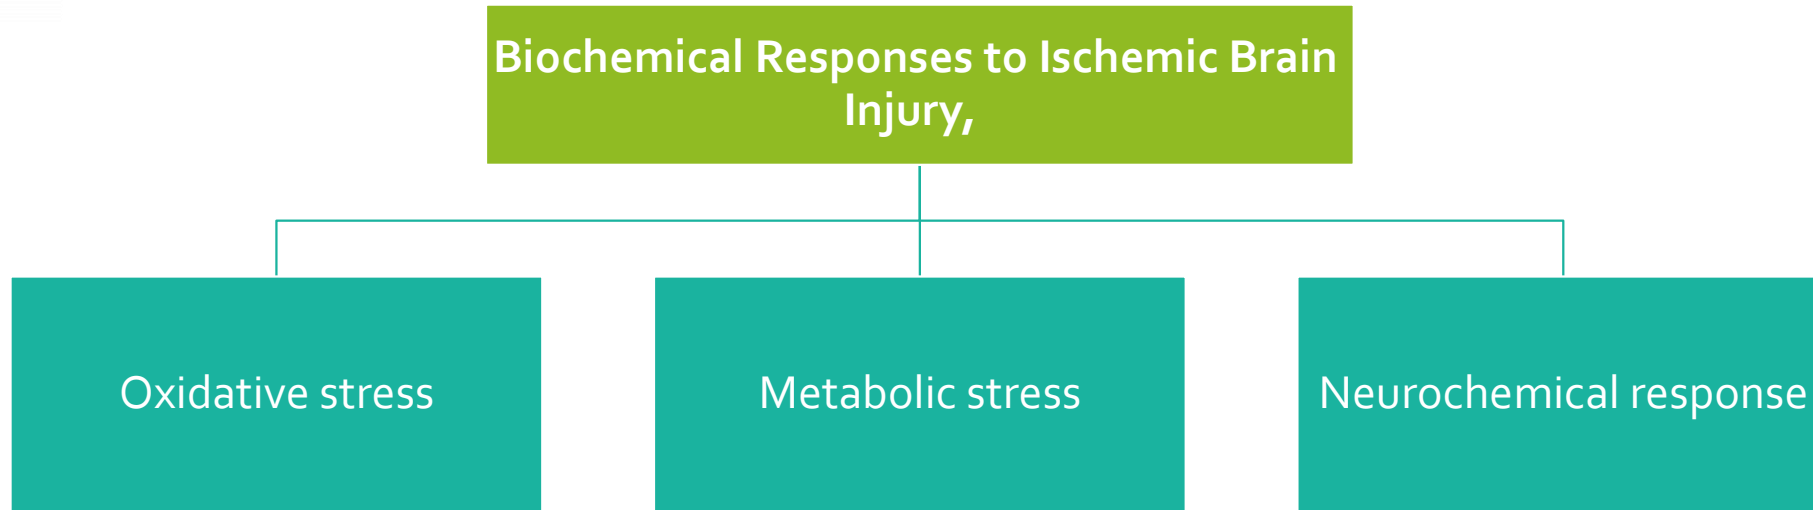 Biochemical Responses to Ischemic Brain
Injury,
Oxidative stress
Metabolic stress
Neurochemical response